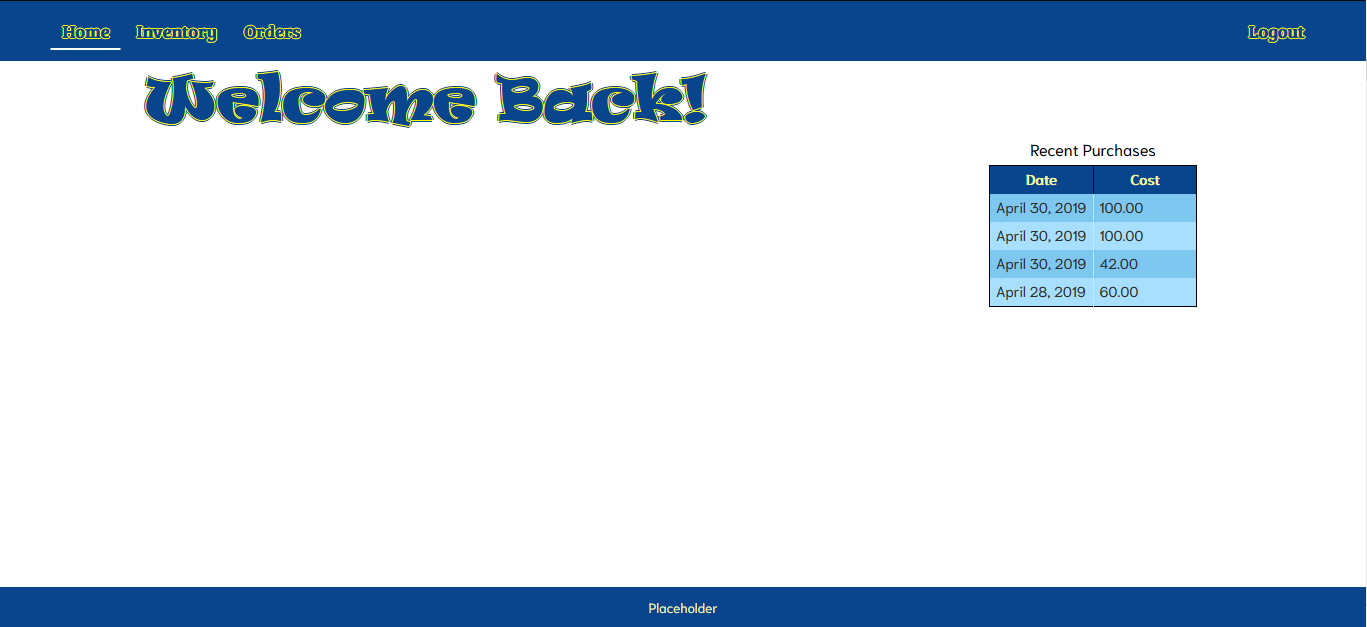 Home Inventory Orders Logout
Welcome Back!
Recent Purchases
Date Cost
April 30, 2019 100.00
April 30, 2019 100.00
April 30, 2019 42.00
April 28, 2019 60.00
Placeholder